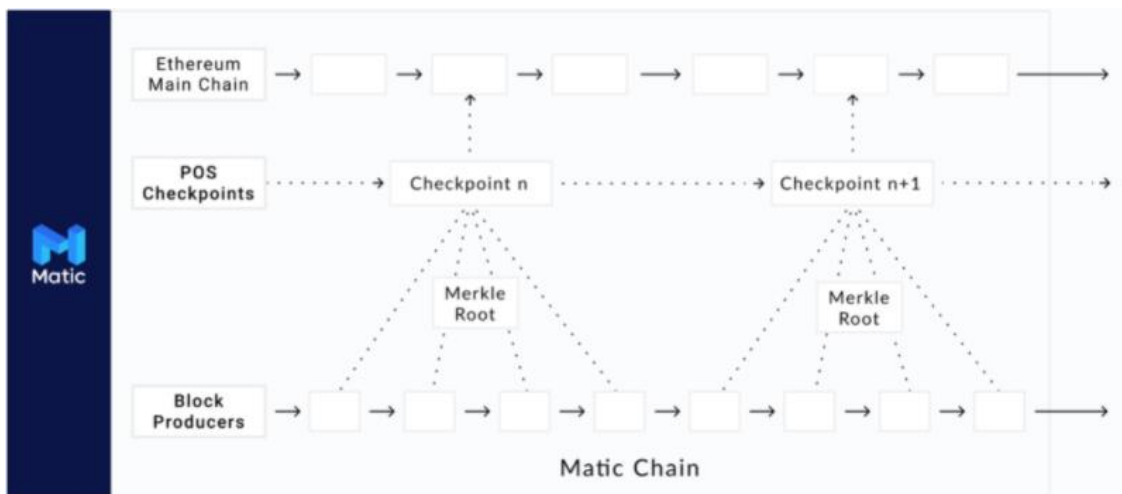 Ethereum
Main Chain
POS
Checkpoints
Checkpoint n
Checkpoint n+1
Matic
Merkle
Root
Merkle
Root
Block
Producers
Matic Chain